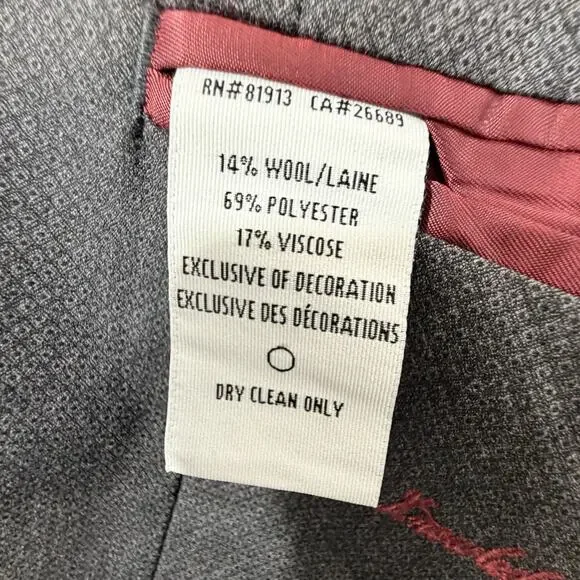 RN#81913 CA#26689
14% WOOL/LAINE
69% POLYESTER
17% VISCOSE
EXCLUSIVE OF DECORATION
EXCLUSIVE DES DÉCORATIONS
DRY CLEAN ONLY